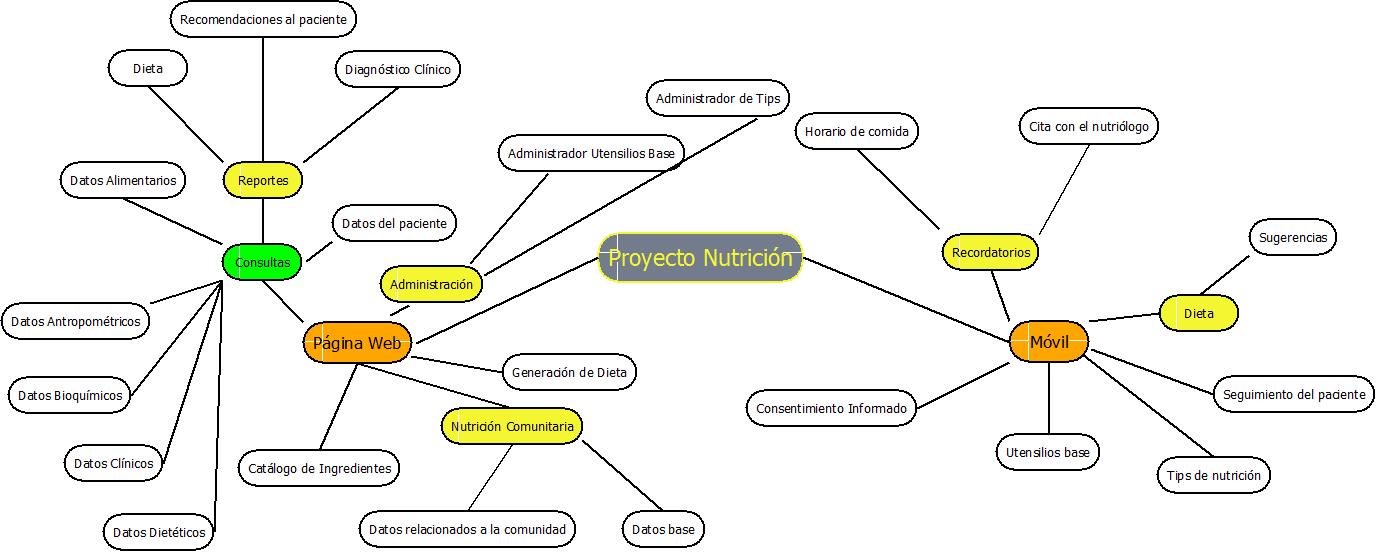 Recomendaciones al paciente
Dieta
Diagnóstico Clínico
Administrador de Tips
Horario de comida
Cita con el nutriólogo
Administrador Utensilios Base
Datos Alimentarios
Reportes
Datos del paciente
Sugerencias
Consultas
Proyecto Nutrición
Recordatorios
Administración
Dieta
Datos Antropométricos
Página Web
Móvil
Generación de Dieta
Datos Bioquímicos
Seguimiento del paciente
Consentimiento Informado
Nutrición Comunitaria
Utensilios base
Datos Clínicos
Catálogo de Ingredientes
Tips de nutrición
Datos Dietéticos
Datos relacionados a la comunidad
Datos base